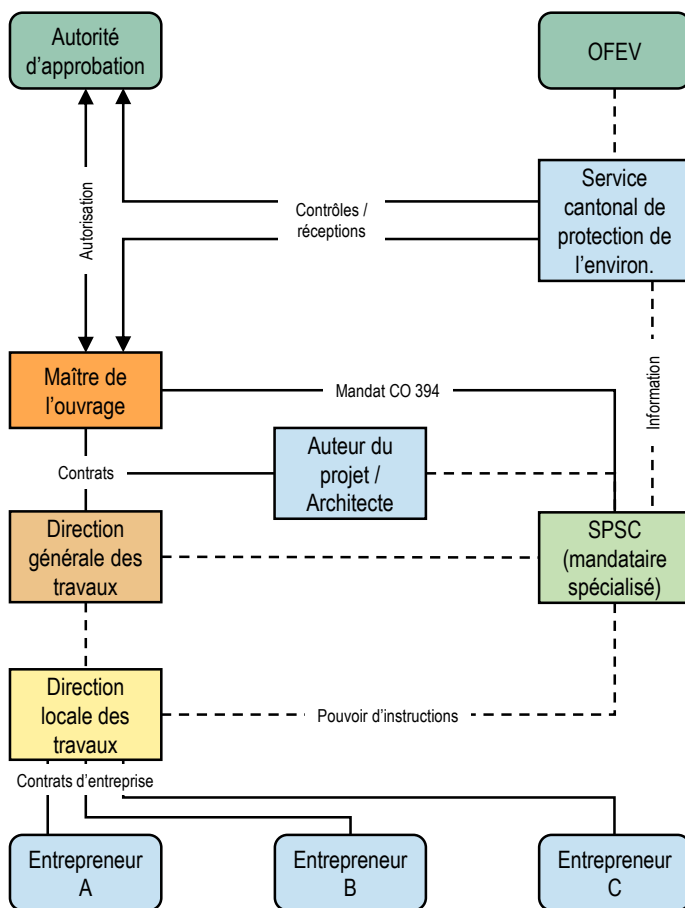 Autorité
d’approbation
OFEV
Service
cantonal de
protection de
l’environ.
Contrôles /
réceptions
Autorisation
Maître de
l’ouvrage
Mandat CO 394
Information
Contrats
Auteur du
projet /
Architecte
Direction
générale des
travaux
SPSC
(mandataire
spécialisé)
Direction
locale des
travaux
Pouvoir d’instructions
Contrats d’entreprise
Entrepreneur
A
Entrepreneur
B
Entrepreneur
C